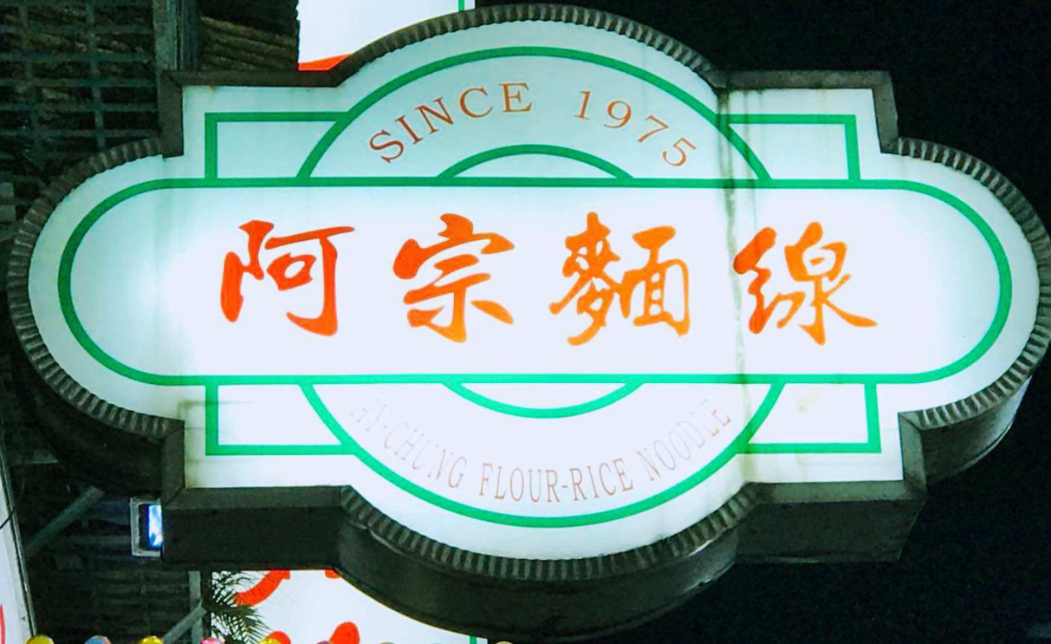 SINCE 1975
阿宗麵線
AY-CHUNG FLOUR-RICE NOODLE